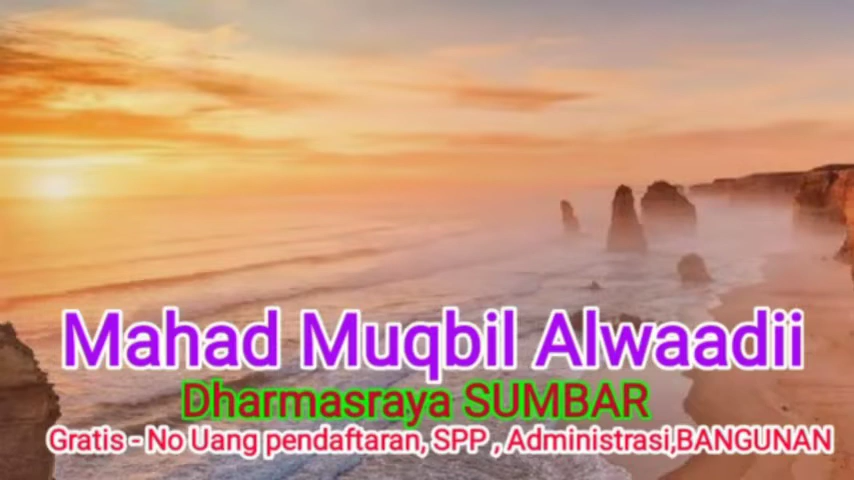 Mahad Muqbil Alwaadii
Dharmasraya SUMBAR
Gratis - No Uang pendaftaran, SPP , Administrasi,BANGUNAN